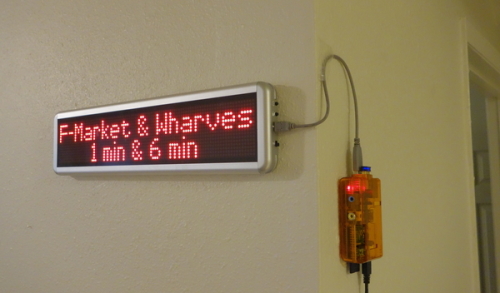 F-Market & Wharves
1 min & 6 min